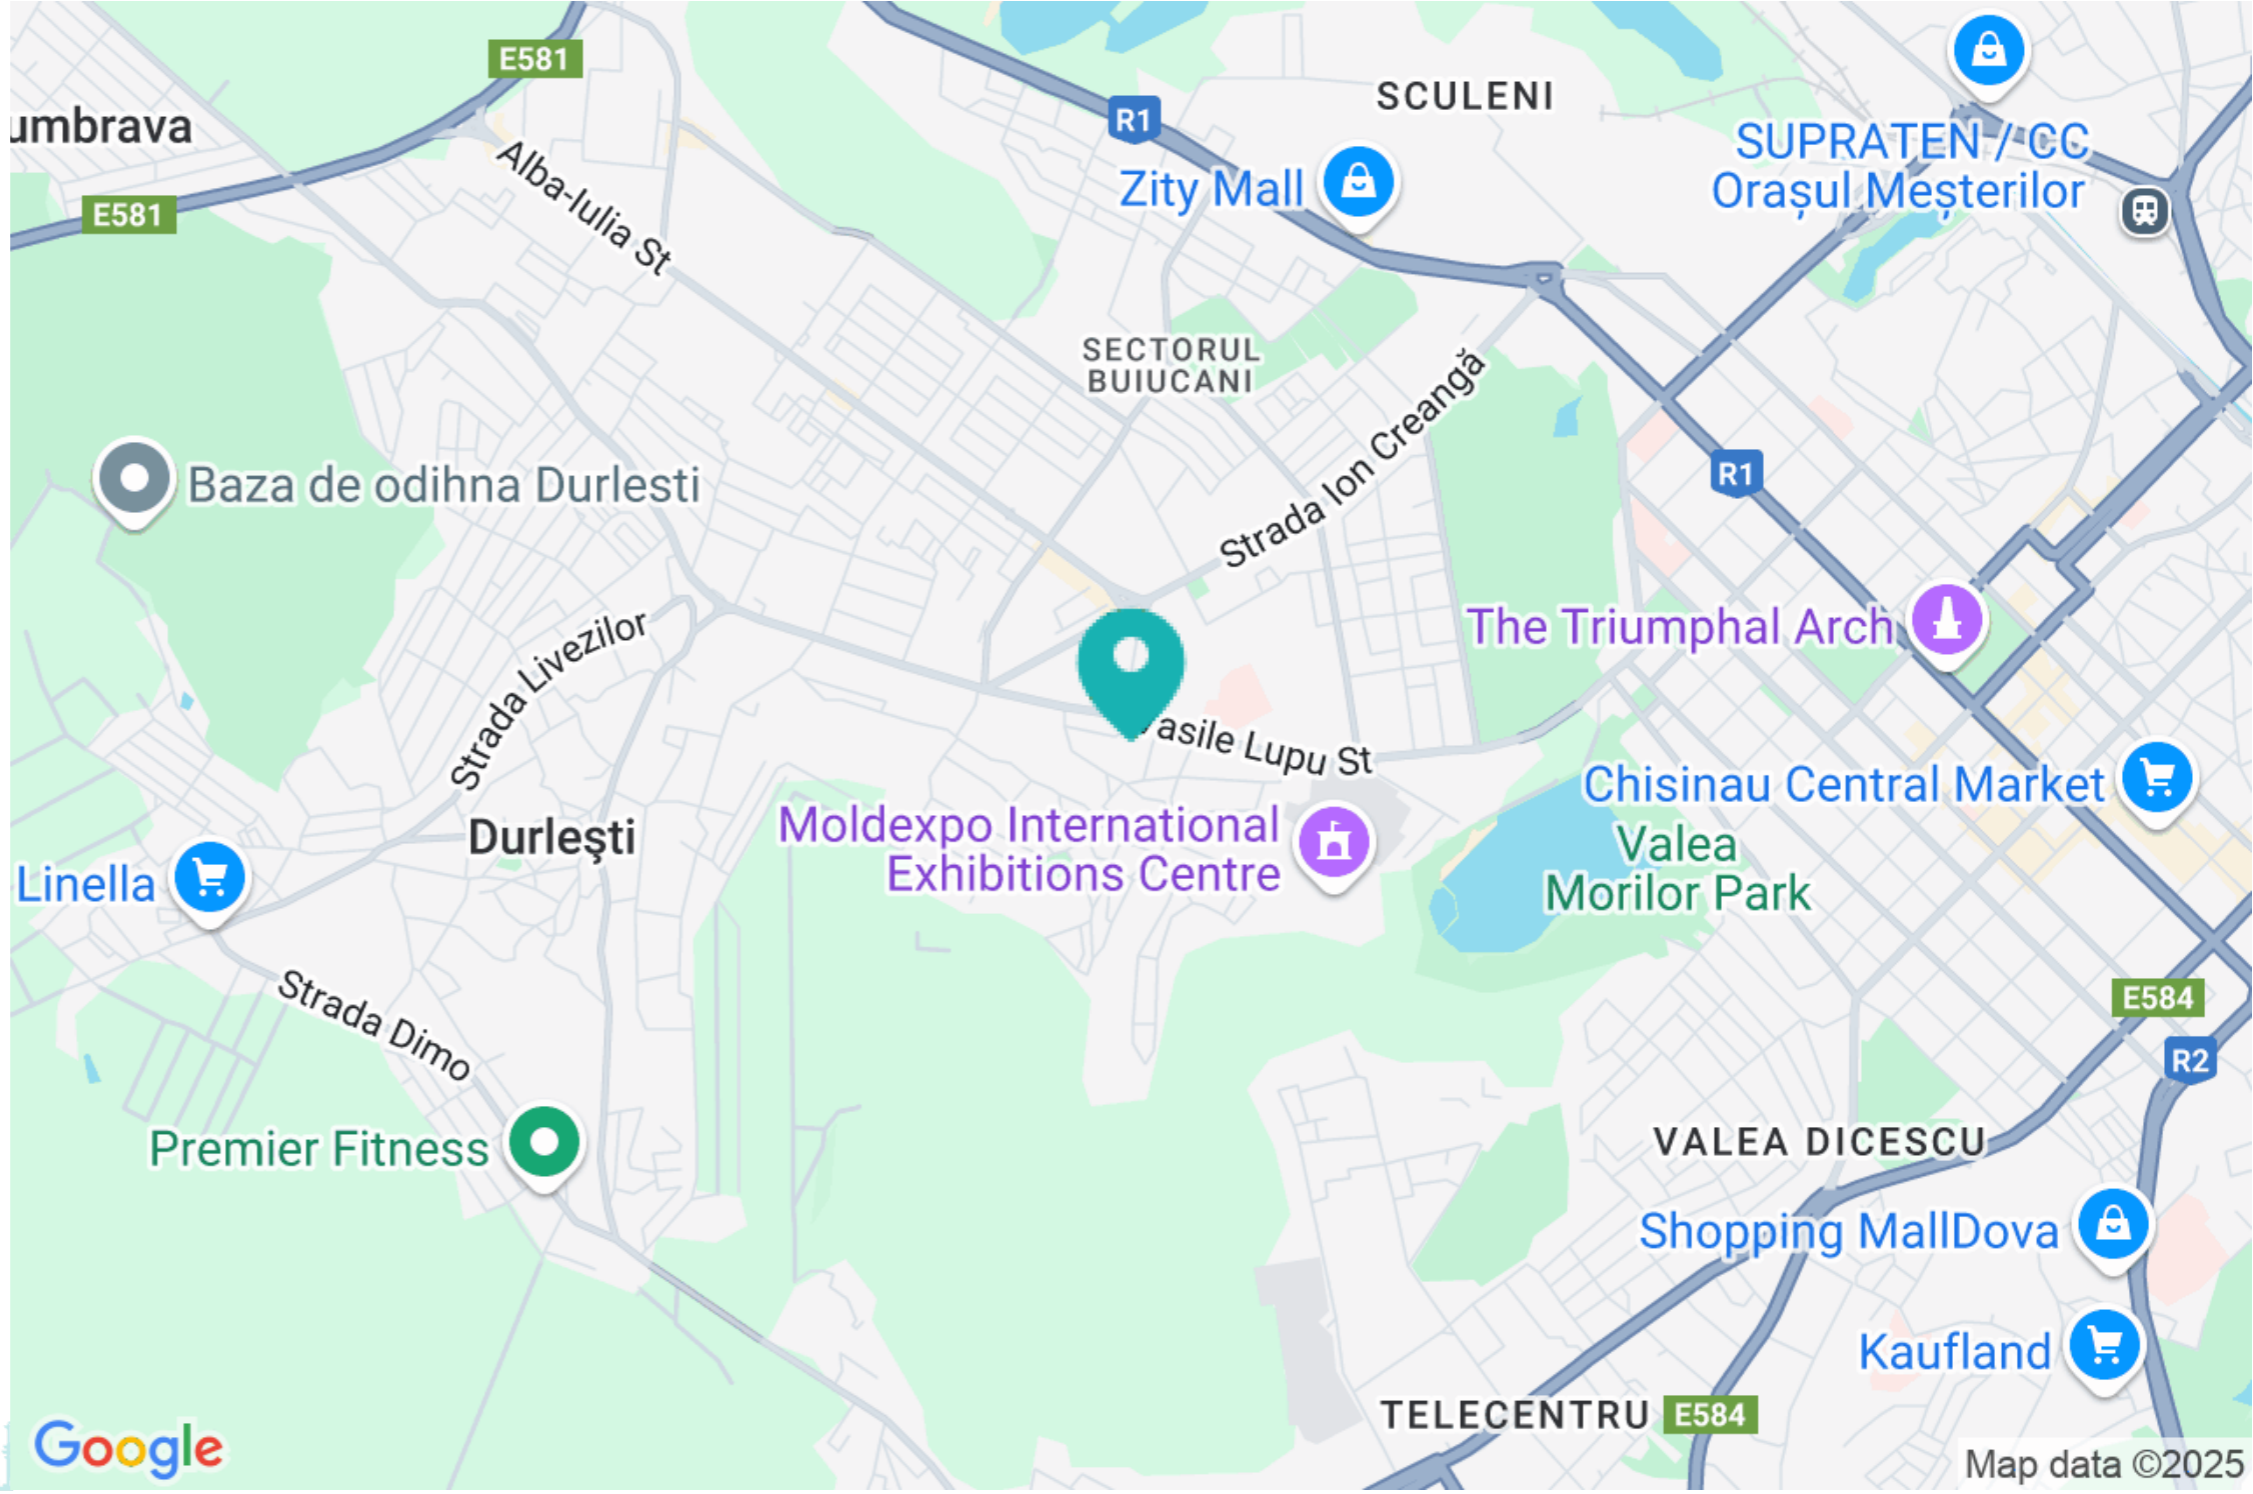 E581
SCULENI
R1
umbrava
SUPRATEN / CC
Orașul Meșterilor
Zity Mall
Alba-Iulia St
E581
SECTORUL
BUIUCANI
Strada Ion Creangă
R1
Baza de odihna Durlesti
The Triumphal Arch
Strada Livezilor
asile Lupu St
Chisinau Central Market
Moldexpo International
Exhibitions Centre
Durleşti
Valea
Morilor Park
Linella
E584
Strada Dimo
R2
Premier Fitness
VALEA DICESCU
Shopping MallDova
Kaufland
TELECENTRU
E584
Google
Map data ©2025